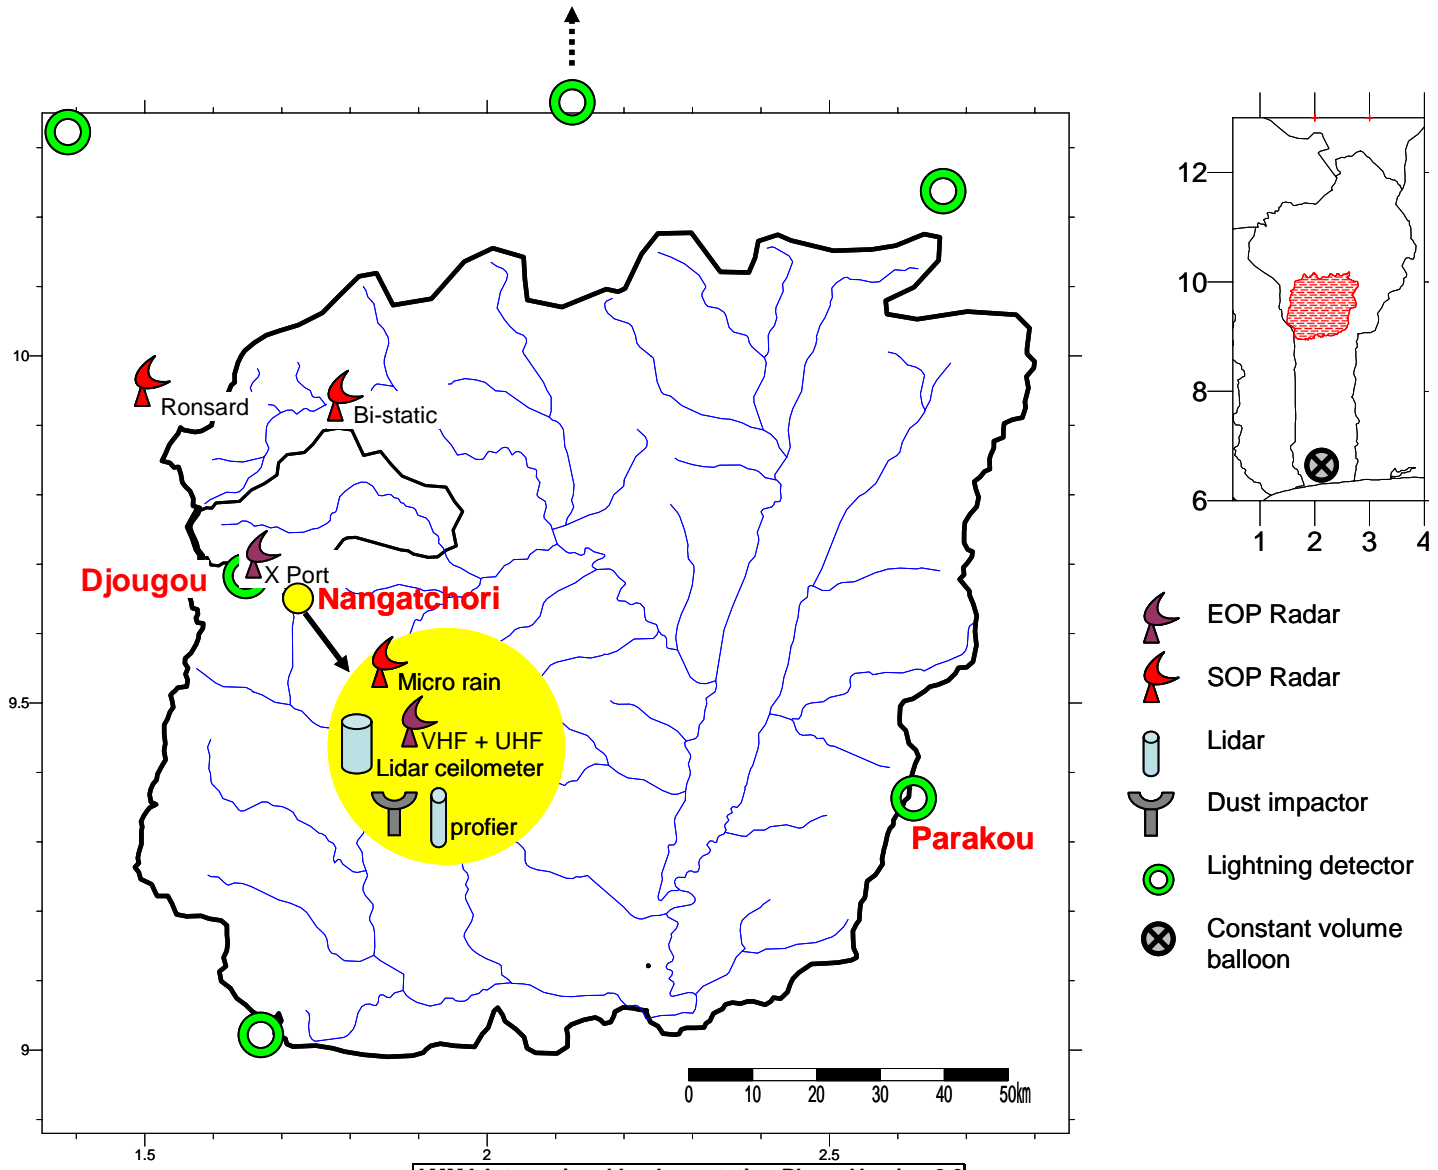 12
10
8
6
1 2 3 4
10
9.5
9
1.5 2 2.5
Ronsard
Bi-static
X Port
Djougou
Nangatchori
Micro rain
VHF + UHF
Lidar ceilometer
profier
Parakou
0 10 20 30 40 50km
EOP Radar
SOP Radar
Lidar
Dust impactor
Lightning detector
Constant volume
balloon